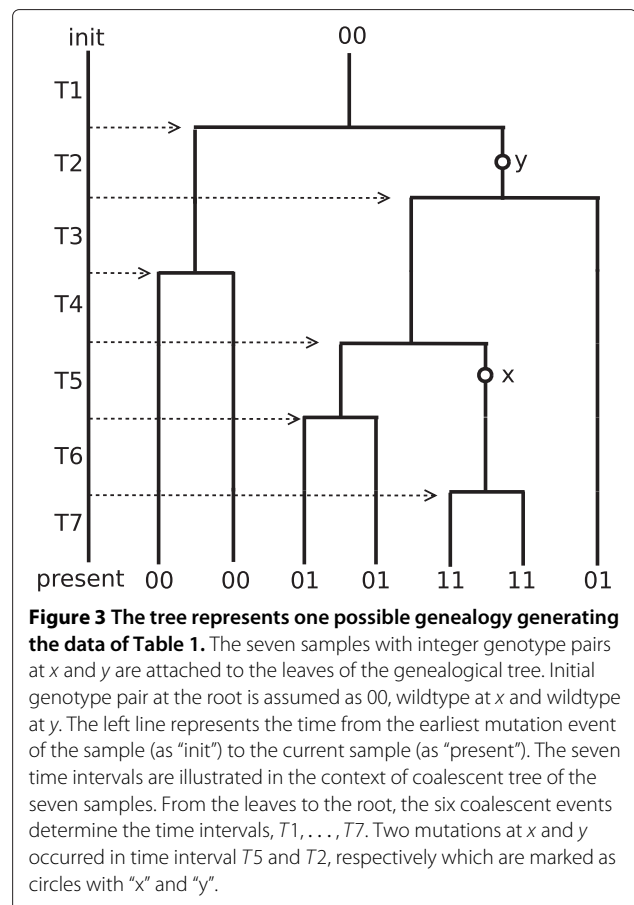 init 00
T1
T2 y
T3
T4
T5 x
T6
T7
present 00 00 01 01 11 11 01
Figure 3 The tree represents one possible genealogy generating
the data of Table 1. The seven samples with integer genotype pairs
at x and y are attached to the leaves of the genealogical tree. Initial
genotype pair at the root is assumed as 00, wildtype at x and wildtype
at y. The left line represents the time from the earliest mutation event
of the sample (as “init”) to the current sample (as “present”). The seven
time intervals are illustrated in the context of coalescent tree of the
seven samples. From the leaves to the root, the six coalescent events
determine the time intervals, T1, . . . , T7. Two mutations at x and y
occurred in time interval T5 and T2, respectively which are marked as
circles with “x” and “y”.